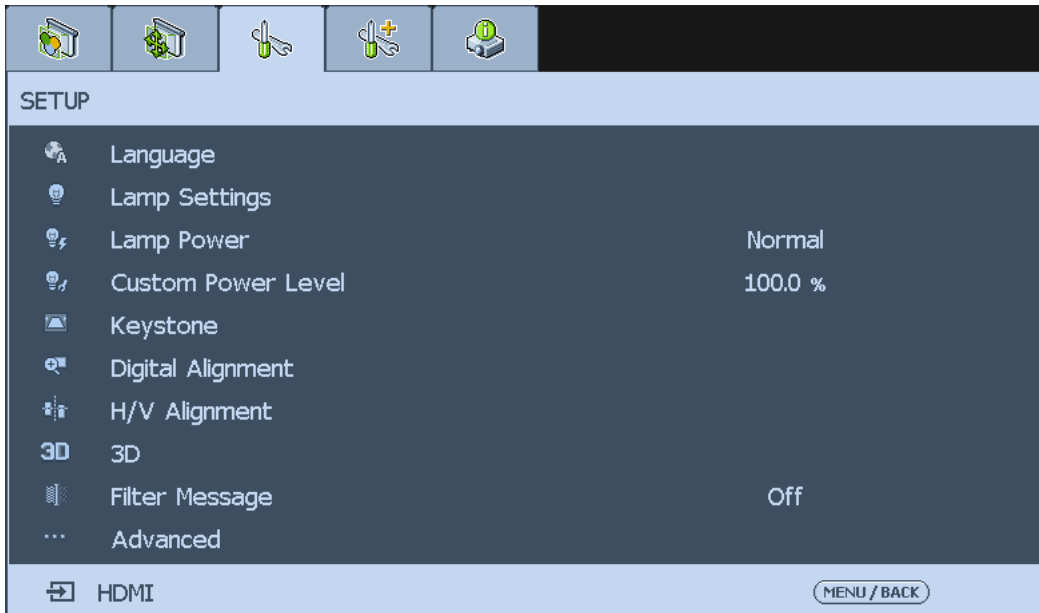 SETUP
Language
Lamp Settings
Lamp Power Normal
Custom Power Level 100.0 %
Keystone
Digital Alignment
H/V Alignment
3D 3D
Filter Message Off
Advanced
HDMI MENU / BACK